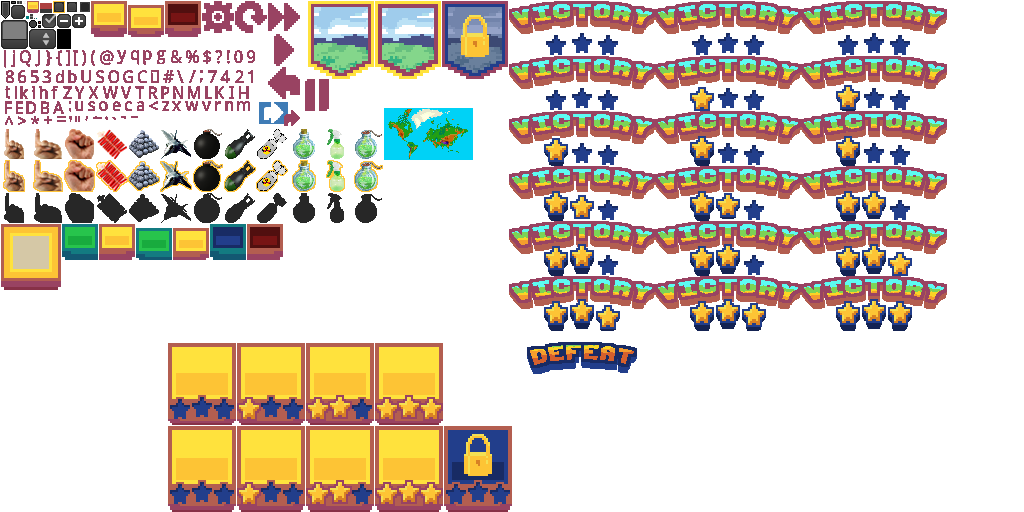 |jQJ}{][)(@yqpg&%$?!09
8653dbUSOGC▯#\/;7421
tlkihfZYXWVTRPNMLKIH
FEDBA¡:usoeca<zxwvrnm
VICTORY VICTORY VICTORY
VICTORY VICTORY VICTORY
VICTORY VICTORY VICTORY
VICTORY VICTORY VICTORY
VICTORY VICTORY VICTORY
VICTORY VICTORY VICTORY
DEFEAT